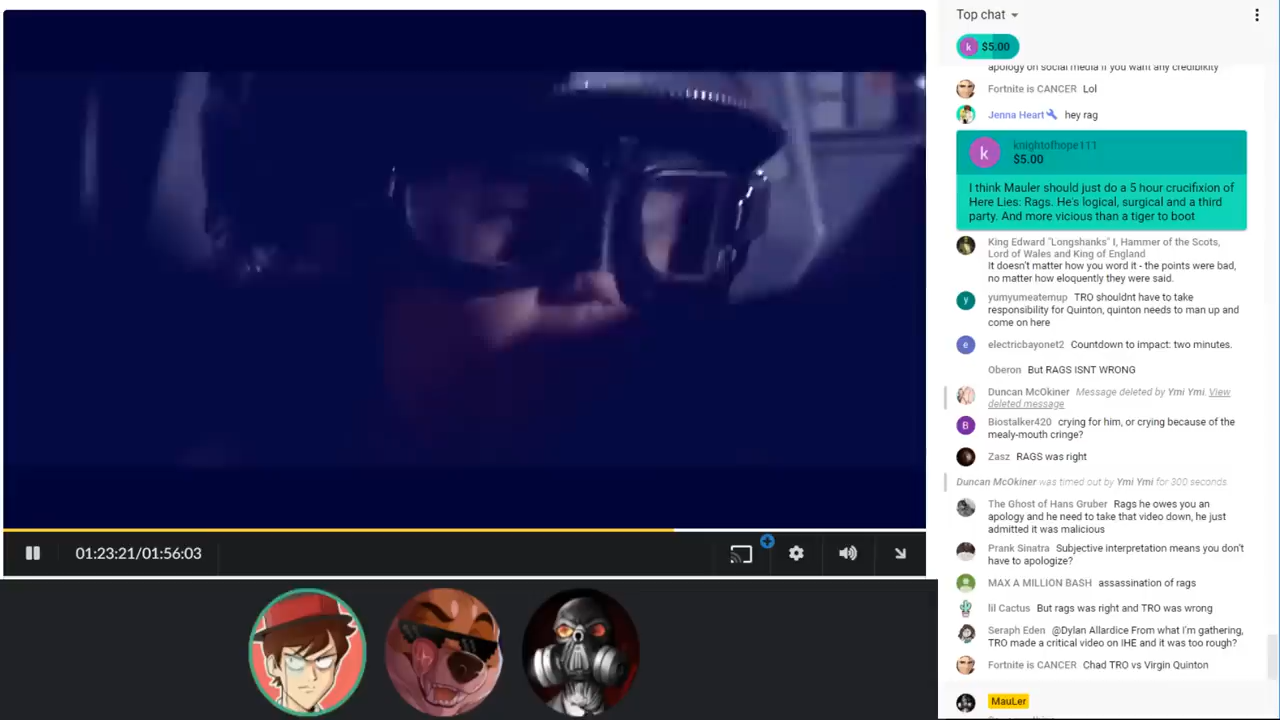 Top chat
k $5.00
apology on social media if you want any credibility
Fortnite is CANCER Lol
Jenna Heart hey rag
k knightofhope111
$5.00
I think Mauler should just do a 5 hour crucifixion of
Here Lies: Rags. He's logical, surgical and a third
party. And more vicious than a tiger to boot
King Edward "Longshanks" I, Hammer of the Scots,
Lord of Wales and King of England
It doesn't matter how you word it - the points were bad,
no matter how eloquently they were said.
y yumyumeatemup TRO shouldnt have to take
responsibility for Quinton, quinton needs to man up and
come on here
e electricbayonet2 Countdown to impact: two minutes.
Oberon But RAGS ISNT WRONG
Duncan McOkiner Message deleted by Ymi Ymi. View
deleted message
B Biostalker420 crying for him, or crying because of the
mealy-mouth cringe?
Zasz RAGS was right
Duncan McOkiner was timed out by Ymi Ymi for 300 seconds
The Ghost of Hans Gruber Rags he owes you an
apology and he need to take that video down, he just
admitted it was malicious
01:23:21/01:56:03
Prank Sinatra Subjective interpretation means you don't
have to apologize?
MAX A MILLION BASH assassination of rags
lil Cactus But rags was right and TRO was wrong
Seraph Eden @Dylan Allardice From what I'm gathering,
TRO made a critical video on IHE and it was too rough?
Fortnite is CANCER Chad TRO vs Virgin Quinton
MauLer